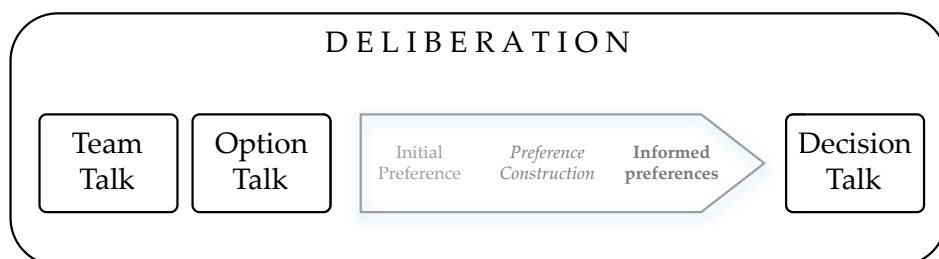 DELIBERATION
Team
Talk
Option
Talk
Initial
Preference
Preference
Construction
Informed
preferences
Decision
Talk